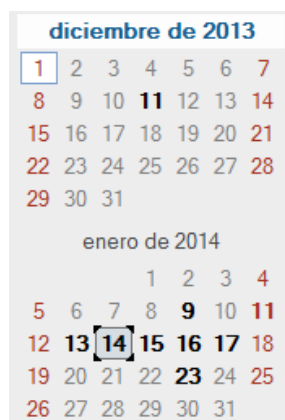 diciembre de 2013
1 2 3 4 5 6 7
8 9 10 11 12 13 14
15 16 17 18 19 20 21
22 23 24 25 26 27 28
29 30 31
enero de 2014
1 2 3 4
5 6 7 8 9 10 11
12 13 14 15 16 17 18
19 20 21 22 23 24 25
26 27 28 29 30 31